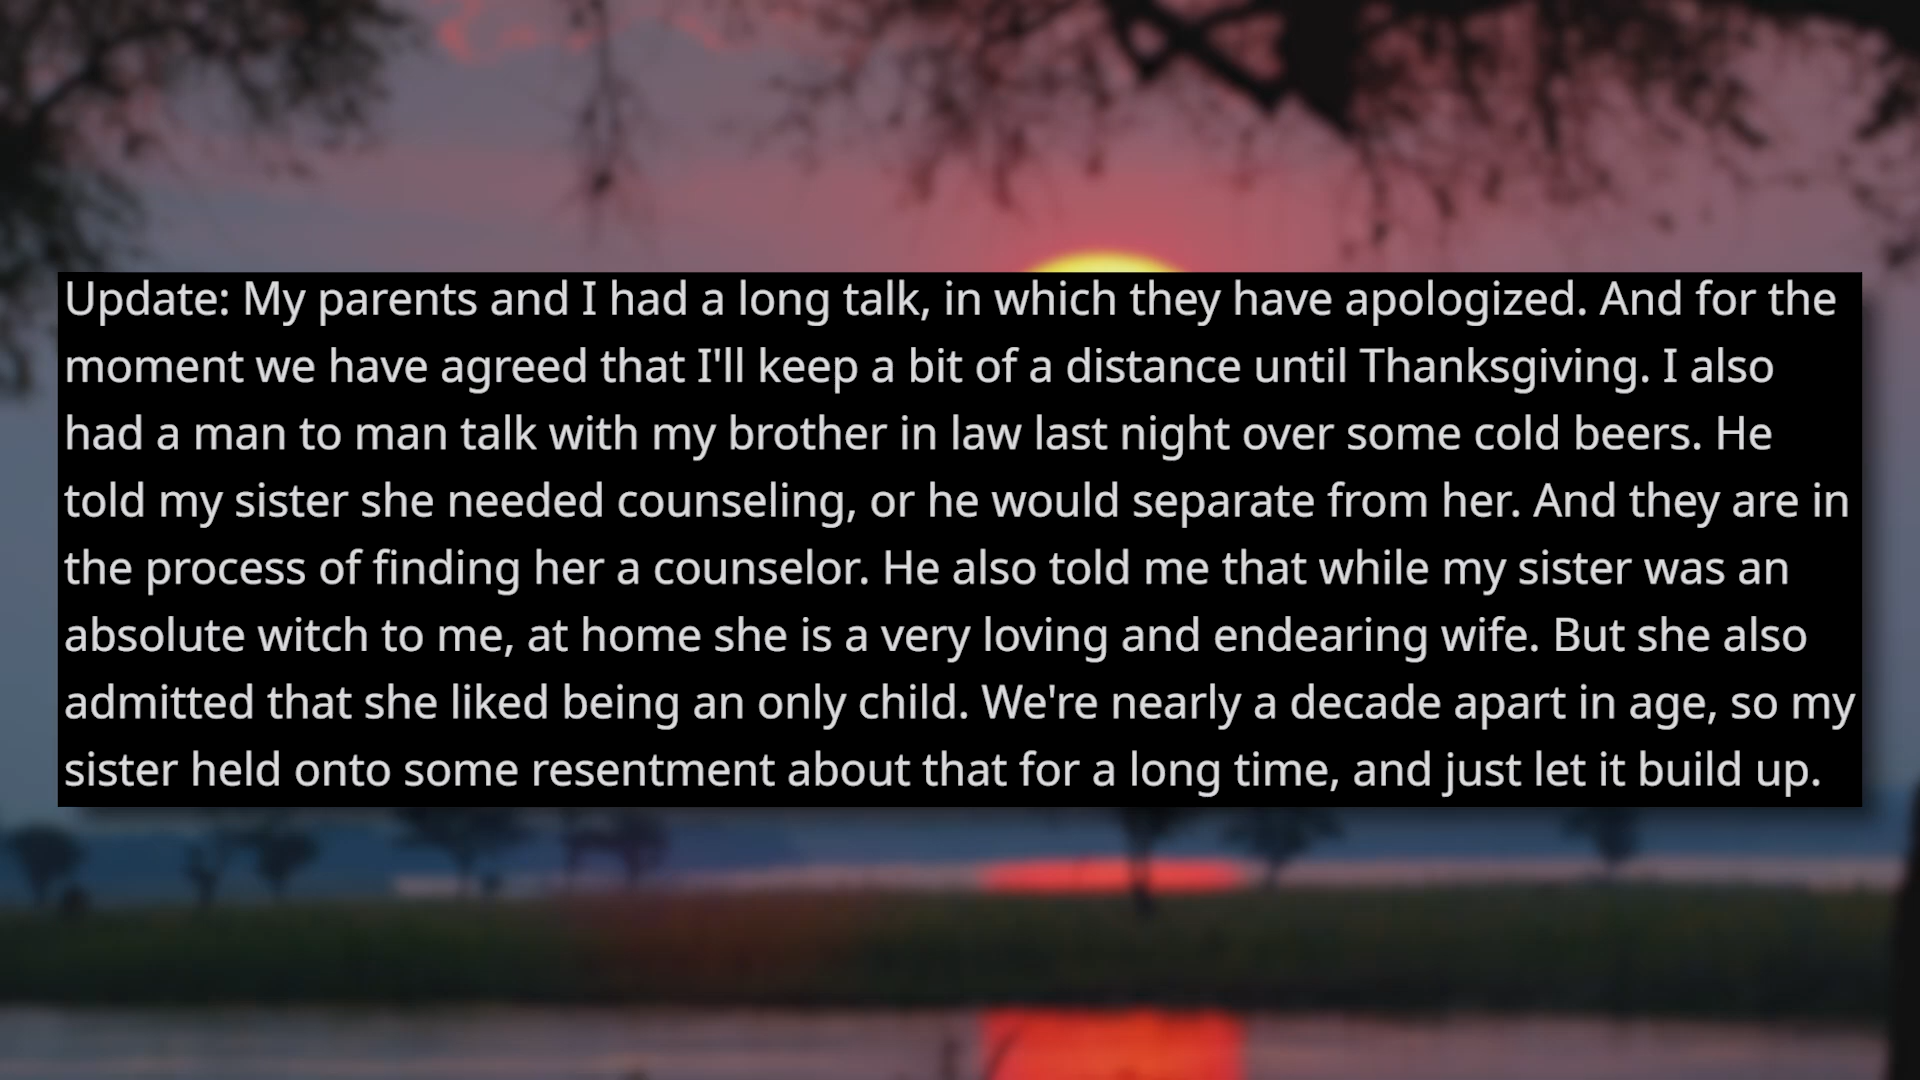 Update: My parents and I had a long talk, in which they have apologized. And for the
moment we have agreed that I'll keep a bit of a distance until Thanksgiving. I also
had a man to man talk with my brother in law last night over some cold beers. He
told my sister she needed counseling, or he would separate from her. And they are in
the process of finding her a counselor. He also told me that while my sister was an
absolute witch to me, at home she is a very loving and endearing wife. But she also
admitted that she liked being an only child. We're nearly a decade apart in age, so my
sister held onto some resentment about that for a long time, and just let it build up.